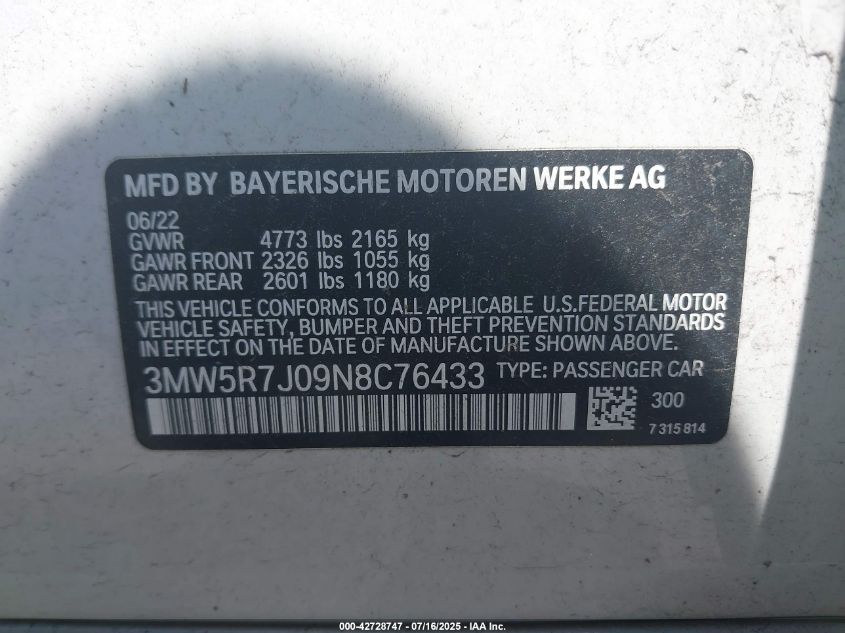 MFD BY BAYERISCHE MOTOREN WERKE AG
06/22
GVWR 4773 lbs 2165 kg
GAWR FRONT 2326 lbs 1055 kg
GAWR REAR 2601 lbs 1180 kg
THIS VEHICLE CONFORMS TO ALL APPLICABLE U.S.FEDERAL MOTOR
VEHICLE SAFETY, BUMPER AND THEFT PREVENTION STANDARDS
IN EFFECT ON THE DATE OF MANUFACTURE SHOWN ABOVE.
3MW5R7J09N8C76433 TYPE: PASSENGER CAR
300
7 315 814
000-42728747 - 07/16/2025 - IAA Inc.